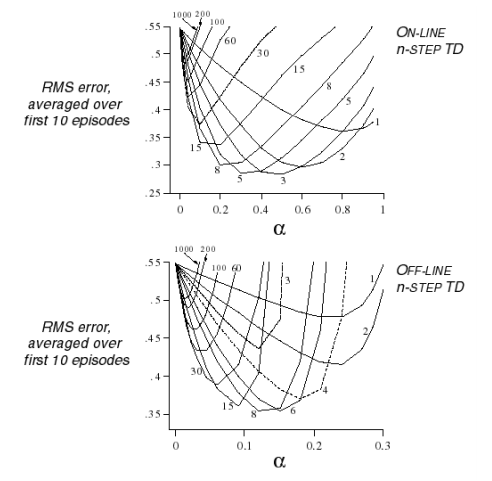 1000 200
100
.55
60
30
ON-LINE
n-STEP TD
.5
15
.45
8
RMS error,
averaged over
first 10 episodes
5
.4
1
.35
15
2
.3
8
5
3
.25
0 0.2 0.4 0.6 0.8 1
α
1000 200
.55
100 60
3
1
OFF-LINE
n-STEP TD
.5
2
RMS error,
averaged over
first 10 episodes
.45
30
.4
4
15
8
6
.35
0 0.1 0.2 0.3
α